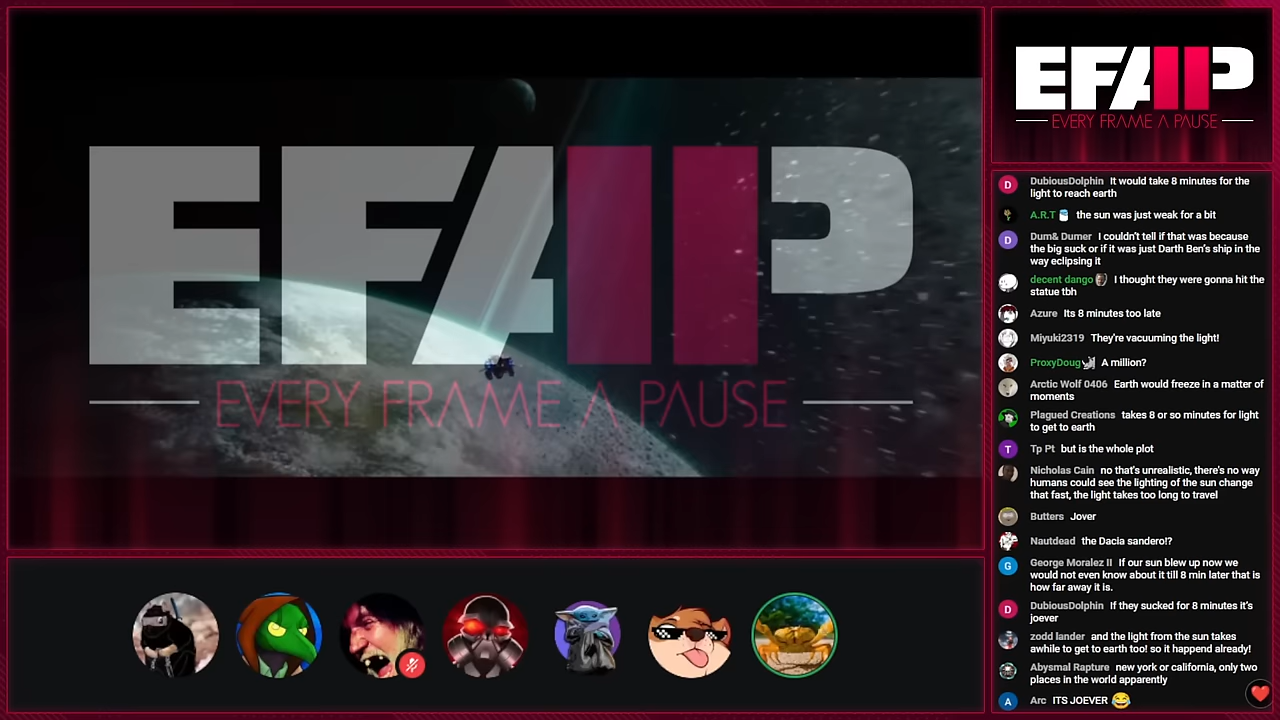 EFAP
EVERY FRAME A PAUSE
EFAP
EVERY FRAME A PAUSE
D
DubiousDolphin It would take 8 minutes for the
light to reach earth
A.R.T the sun was just weak for a bit
D
Dum& Dumer I couldn't tell if that was because
the big suck or if it was just Darth Ben's ship in the
way eclipsing it
decent dango I thought they were gonna hit the
statue tbh
Azure Its 8 minutes too late
Miyuki2319 They're vacuuming the light!
ProxyDoug A million?
Arctic Wolf 0406 Earth would freeze in a matter of
moments
Plagued Creations takes 8 or so minutes for light
to get to earth
T
Tp Pt but is the whole plot
Nicholas Cain no that's unrealistic, there's no way
humans could see the lighting of the sun change
that fast, the light takes too long to travel
Butters Jover
Nautdead the Dacia sandero!?
G
George Moralez II If our sun blew up now we
would not even know about it till 8 min later that is
how far away it is.
D
DubiousDolphin If they sucked for 8 minutes it's
joever
zodd lander and the light from the sun takes
awhile to get to earth too! so it happend already!
Abysmal Rapture new york or california, only two
places in the world apparently
A
Arc ITS JOEVER 😂